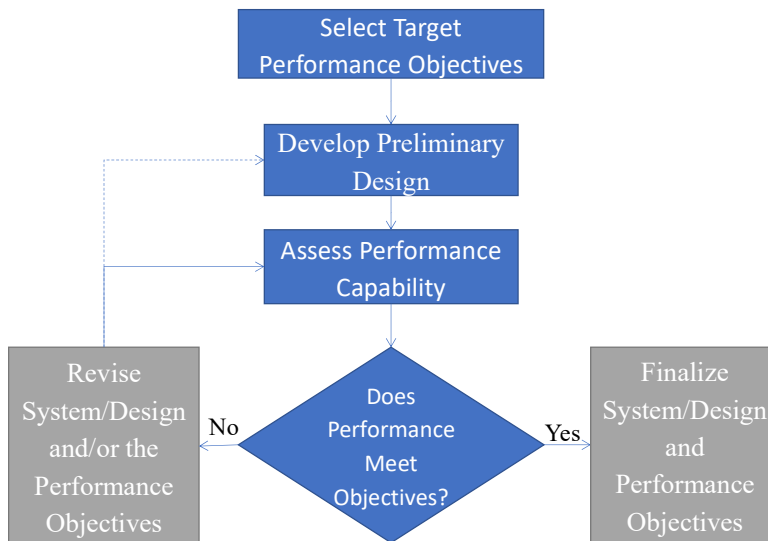 Select Target
Performance Objectives
Develop Preliminary
Design
Assess Performance
Capability
Does
Performance
Meet
Objectives?
No
Yes
Revise
System/Design
and/or the
Performance
Objectives
Finalize
System/Design
and
Performance
Objectives